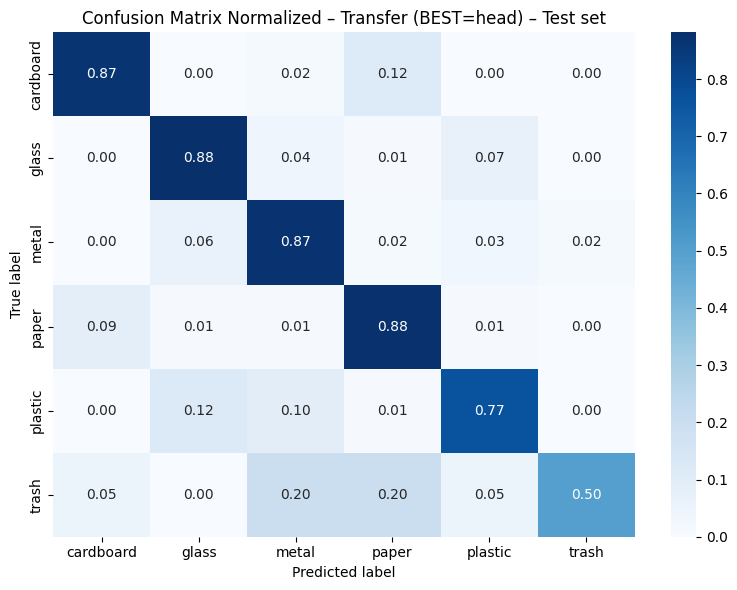 Confusion Matrix Normalized – Transfer (BEST=head) – Test set
cardboard 0.87 0.00 0.02 0.12 0.00 0.00
glass 0.00 0.88 0.04 0.01 0.07 0.00
metal 0.00 0.06 0.87 0.02 0.03 0.02
paper 0.09 0.01 0.01 0.88 0.01 0.00
plastic 0.00 0.12 0.10 0.01 0.77 0.00
trash 0.05 0.00 0.20 0.20 0.05 0.50
True label
cardboard glass metal paper plastic trash
Predicted label
0.8
0.7
0.6
0.5
0.4
0.3
0.2
0.1
0.0